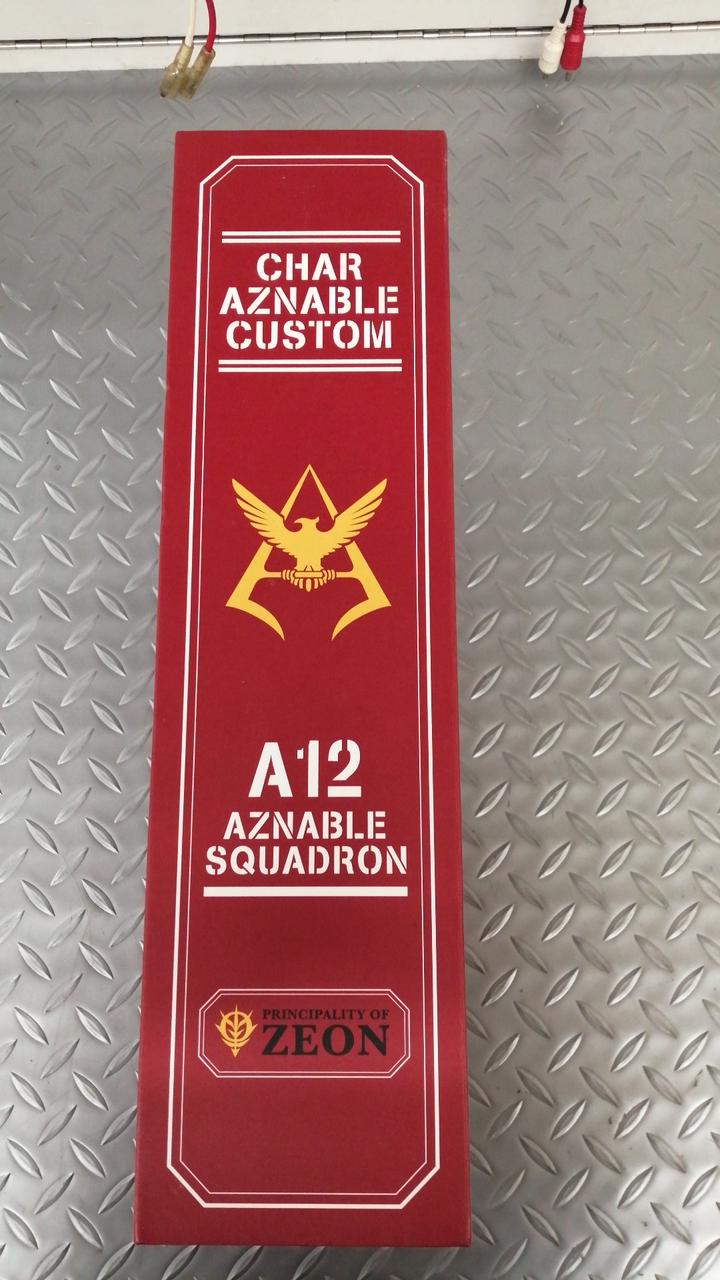 CHAR
AZNABLE
CUSTOM
A12
AZNABLE
SQUADRON
PRINCIPALITY OF
ZEON